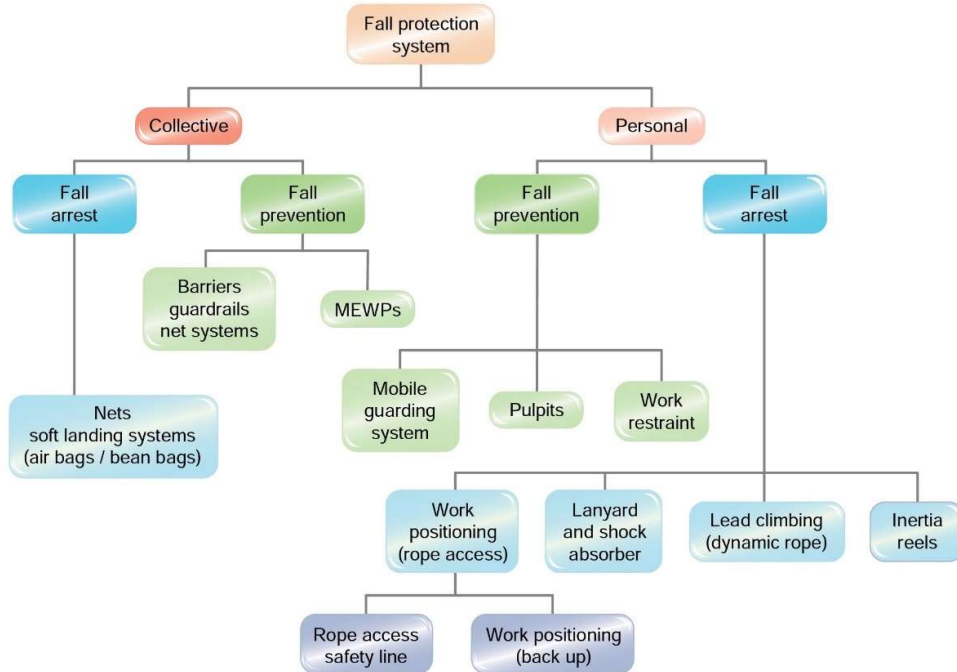 Fall protection
system
Collective
Personal
Fall
arrest
Fall
prevention
Fall
prevention
Fall
arrest
Barriers
guardrails
net systems
MEWPs
Mobile
guarding
system
Pulpits
Work
restraint
Nets
soft landing systems
(air bags / bean bags)
Work
positioning
(rope access)
Lanyard
and shock
absorber
Lead climbing
(dynamic rope)
Inertia
reels
Rope access
safety line
Work positioning
(back up)